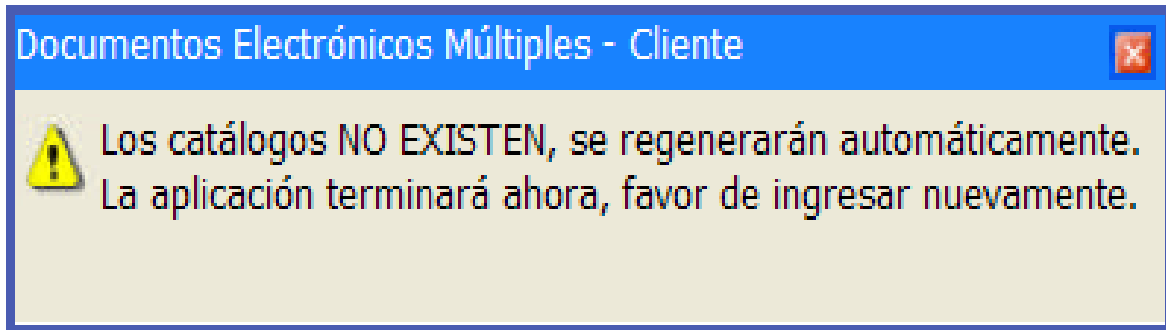 Documentos Electrónicos Múltiples - Cliente
Los catálogos NO EXISTEN, se regenerarán automáticamente.
La aplicación terminará ahora, favor de ingresar nuevamente.